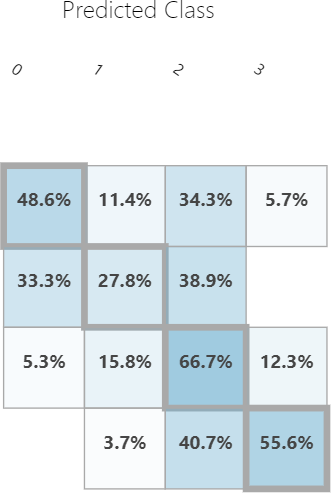 Predicted Class
0 1 2 3
48.6% 11.4% 34.3% 5.7%
33.3% 27.8% 38.9%
5.3% 15.8% 66.7% 12.3%
3.7% 40.7% 55.6%